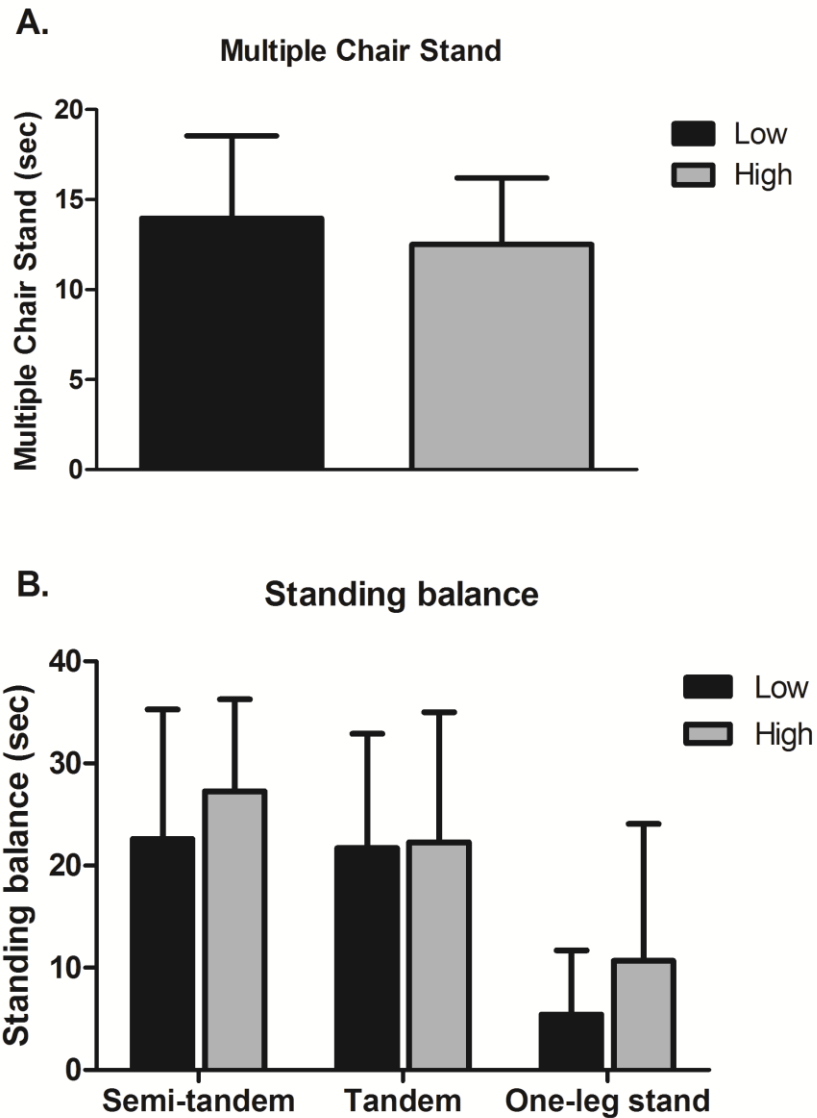 A.
Multiple Chair Stand
Multiple Chair Stand (sec)
20
15
10
5
0
Low
High
B.
Standing balance
Standing balance (sec)
40
30
20
10
0
Low
High
Semi-tandem Tandem One-leg stand